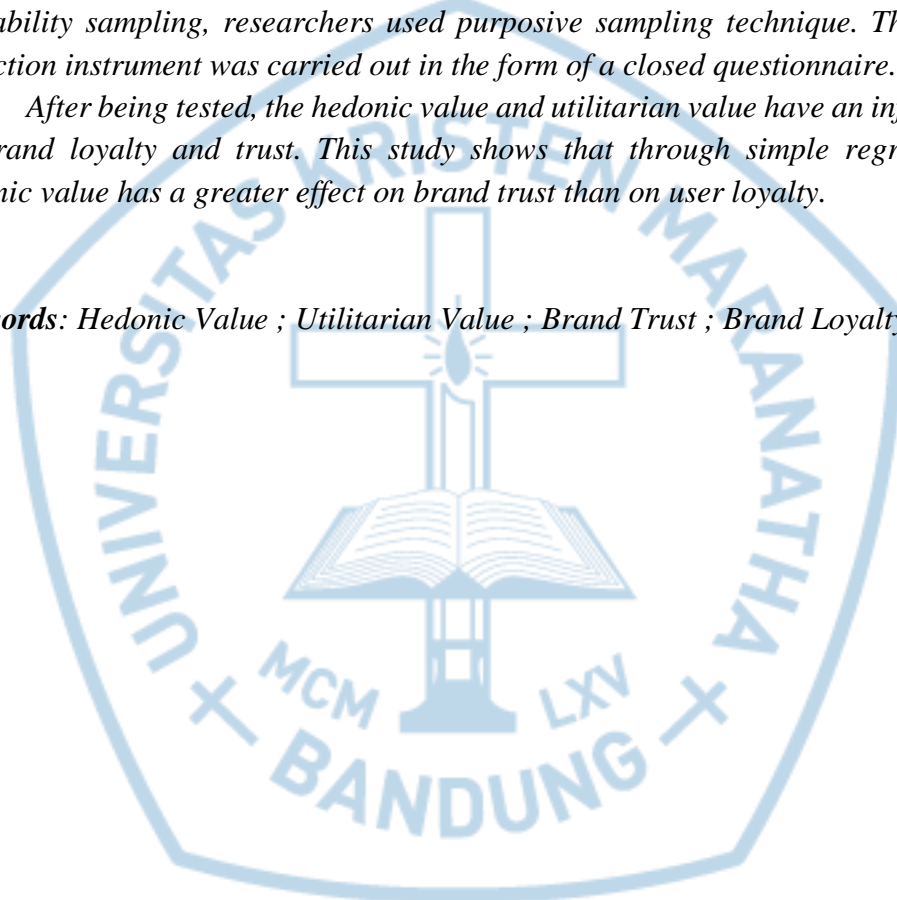 ability sampling, researchers used purposive sampling technique. Th
ction instrument was carried out in the form of a closed questionnaire.
After being tested, the hedonic value and utilitarian value have an in
rand loyalty and trust. This study shows that through simple regr
nic value has a greater effect on brand trust than on user loyalty.
ords: Hedonic Value ; Utilitarian Value ; Brand Trust ; Brand Loyalty
UNIVERSITAS KRISTEN MARANATHA
MCM LXV
BANDUNG